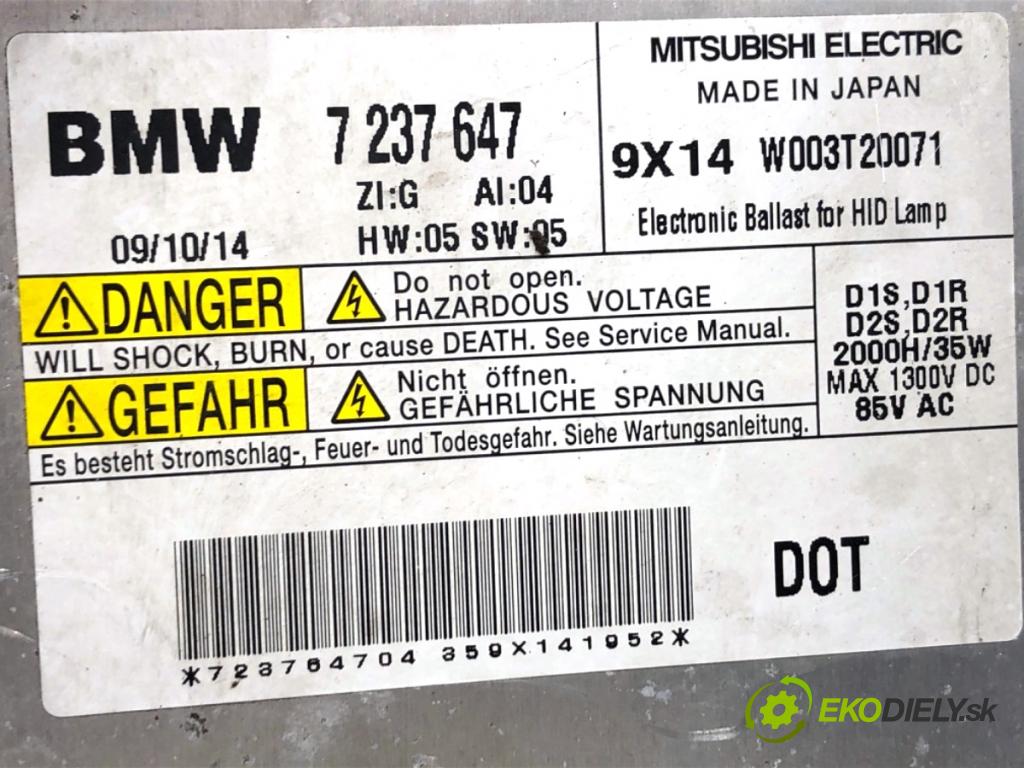 MITSUBISHI ELECTRIC
MADE IN JAPAN
BMW 7 237 647
9X14 W003T20071
ZI:G AI:04
Electronic Ballast for HID Lamp
09/10/14 HW:05 SW:05
DANGER
Do not open.
HAZARDOUS VOLTAGE
WILL SHOCK, BURN, or cause DEATH. See Service Manual.
GEFAHR
Nicht öffnen.
GEFÄHRLICHE SPANNUNG
Es besteht Stromschlag-, Feuer- und Todesgefahr. Siehe Wartungsanleitung.
D1S,D1R
D2S,D2R
2000H/35W
MAX 1300V DC
85V AC
DOT
*723764704 359X141952*
EKODIELY.sk